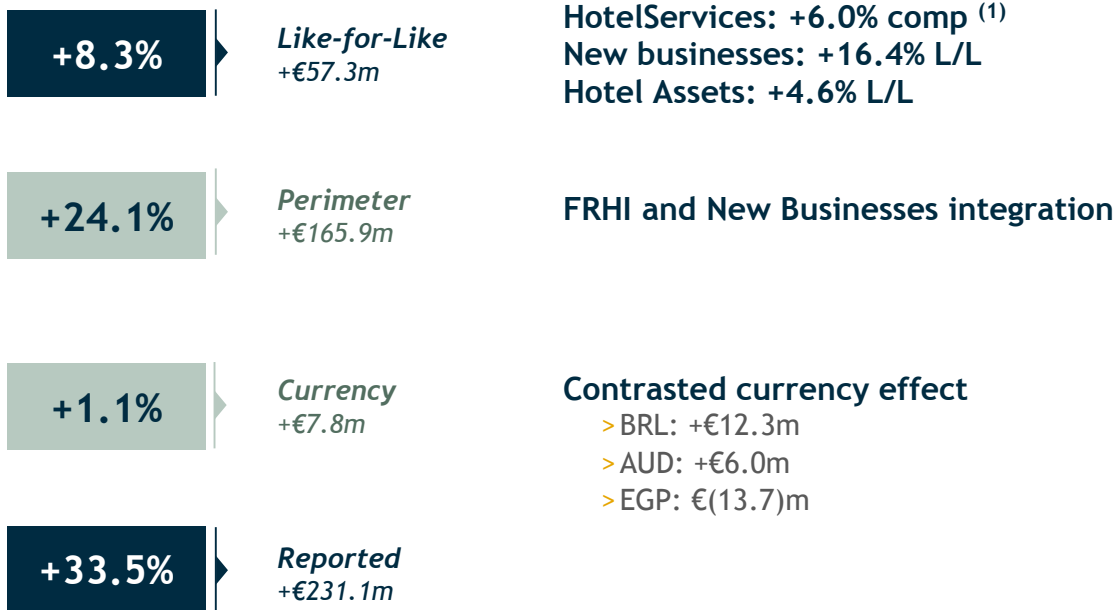 +8.3%
Like-for-Like
+€57.3m
HotelServices: +6.0% comp (1)
New businesses: +16.4% L/L
Hotel Assets: +4.6% L/L
+24.1%
Perimeter
+€165.9m
FRHI and New Businesses integration
+1.1%
Currency
+€7.8m
Contrasted currency effect
> BRL: +€12.3m
> AUD: +€6.0m
> EGP: €(13.7)m
+33.5%
Reported
+€231.1m